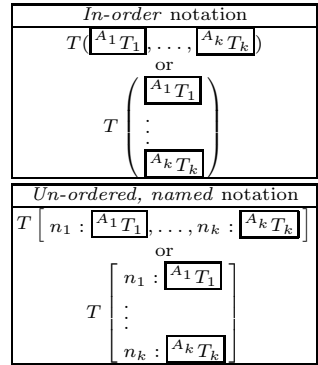 In-order notation
T(A₁T₁, . . . , AₖTₖ)
or
A₁T₁
T ( ⋮ )
AₖTₖ
Un-ordered, named notation
T [ n₁ : A₁T₁, . . . , nₖ : AₖTₖ ]
or
n₁ : A₁T₁
T [ ⋮ ]
nₖ : AₖTₖ